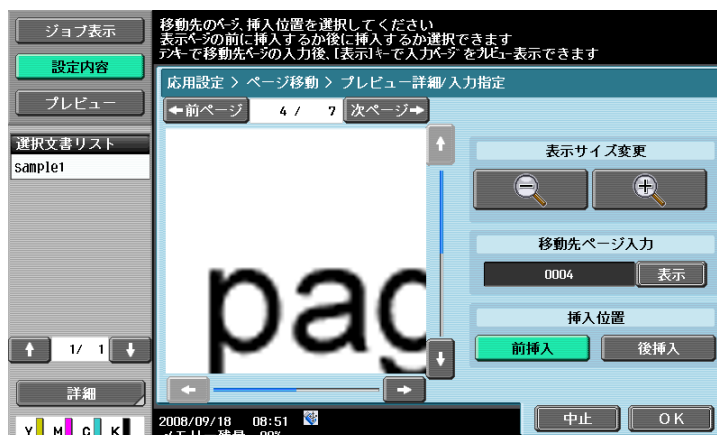 ジョブ表示
設定内容
プレビュー
選択文書リスト
sample1
1/ 1
詳細
Y M C K
移動先のページ、挿入位置を選択してください
表示ページの前に挿入するか後に挿入するか選択できます
テンキーで移動先ページの入力後、[表示]キーで入力ページをプレビュー表示できます
応用設定 > ページ移動 > プレビュー詳細/入力指定
←前ページ 4/ 7 次ページ→
pag
表示サイズ変更
移動先ページ入力
0004 表示
挿入位置
前挿入 後挿入
2008/09/18 08:51
メモリー残量 99%
中止 OK